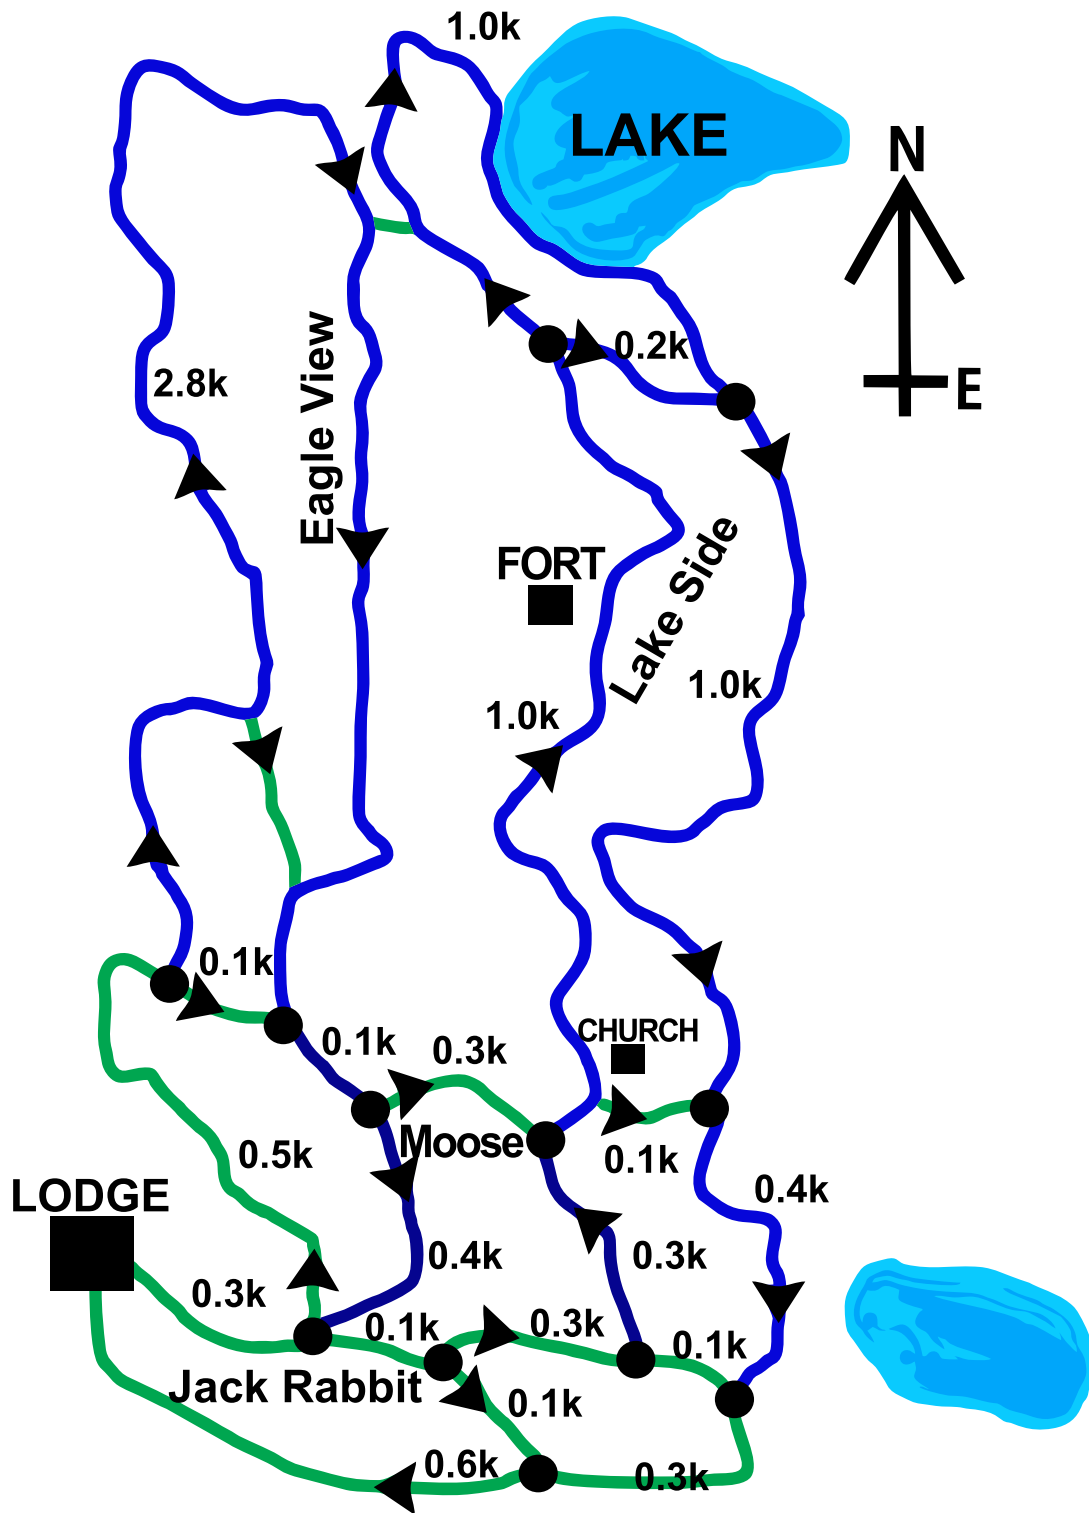 1.0k
LAKE
N
0.2k
2.8k
E
Eagle View
FORT
Lake Side
1.0k
1.0k
0.1k
CHURCH
0.1k
0.3k
Moose
0.5k
0.1k
LODGE
0.4k
0.4k
0.3k
0.3k
0.1k
0.3k
0.1k
Jack Rabbit
0.1k
0.6k
0.3k